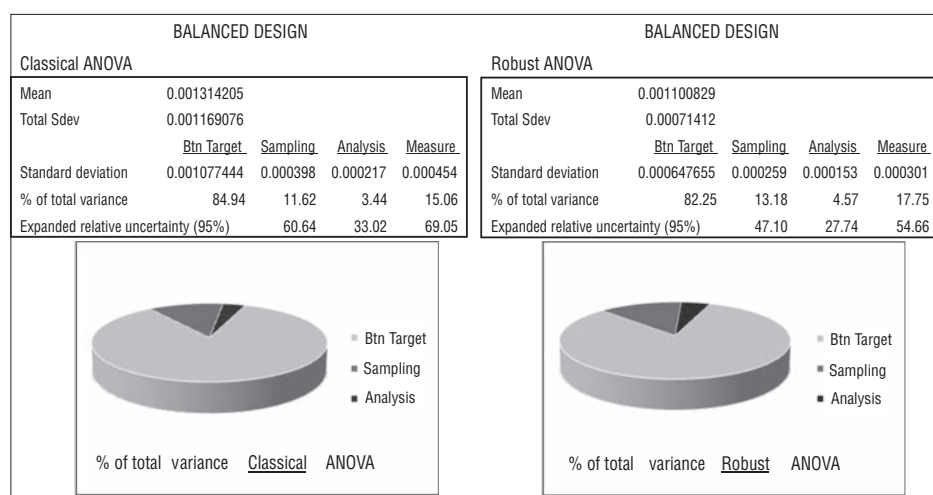 BALANCED DESIGN
Classical ANOVA
Mean 0.001314205
Total Sdev 0.001169076
Btn Target Sampling Analysis Measure
Standard deviation 0.001077444 0.000398 0.000217 0.000454
% of total variance 84.94 11.62 3.44 15.06
Expanded relative uncertainty (95%) 60.64 33.02 69.05
Btn Target
Sampling
Analysis
% of total variance Classical ANOVA
BALANCED DESIGN
Robust ANOVA
Mean 0.001100829
Total Sdev 0.00071412
Btn Target Sampling Analysis Measure
Standard deviation 0.000647655 0.000259 0.000153 0.000301
% of total variance 82.25 13.18 4.57 17.75
Expanded relative uncertainty (95%) 47.10 27.74 54.66
Btn Target
Sampling
Analysis
% of total variance Robust ANOVA